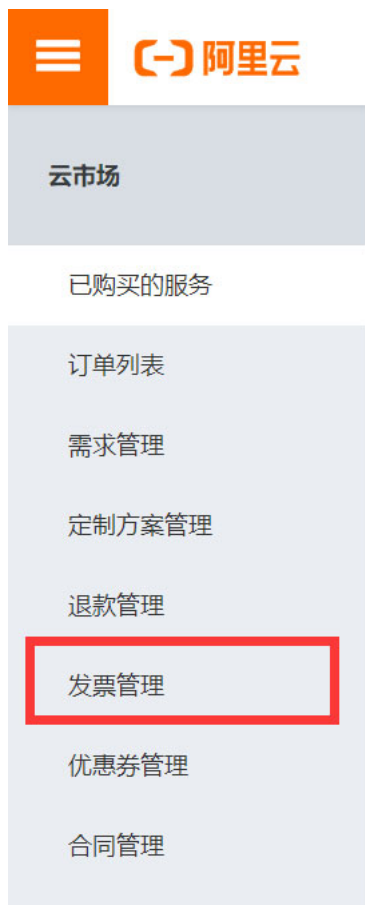 阿里云
云市场
已购买的服务
订单列表
需求管理
定制方案管理
退款管理
发票管理
优惠券管理
合同管理